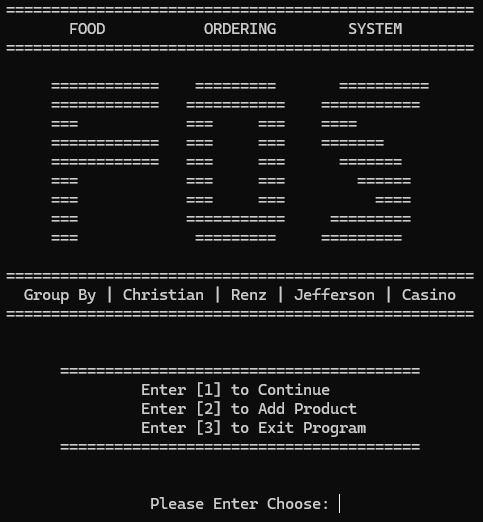 FOOD ORDERING SYSTEM
FOS
Group By | Christian | Renz | Jefferson | Casino
Enter [1] to Continue
Enter [2] to Add Product
Enter [3] to Exit Program
Please Enter Choose: